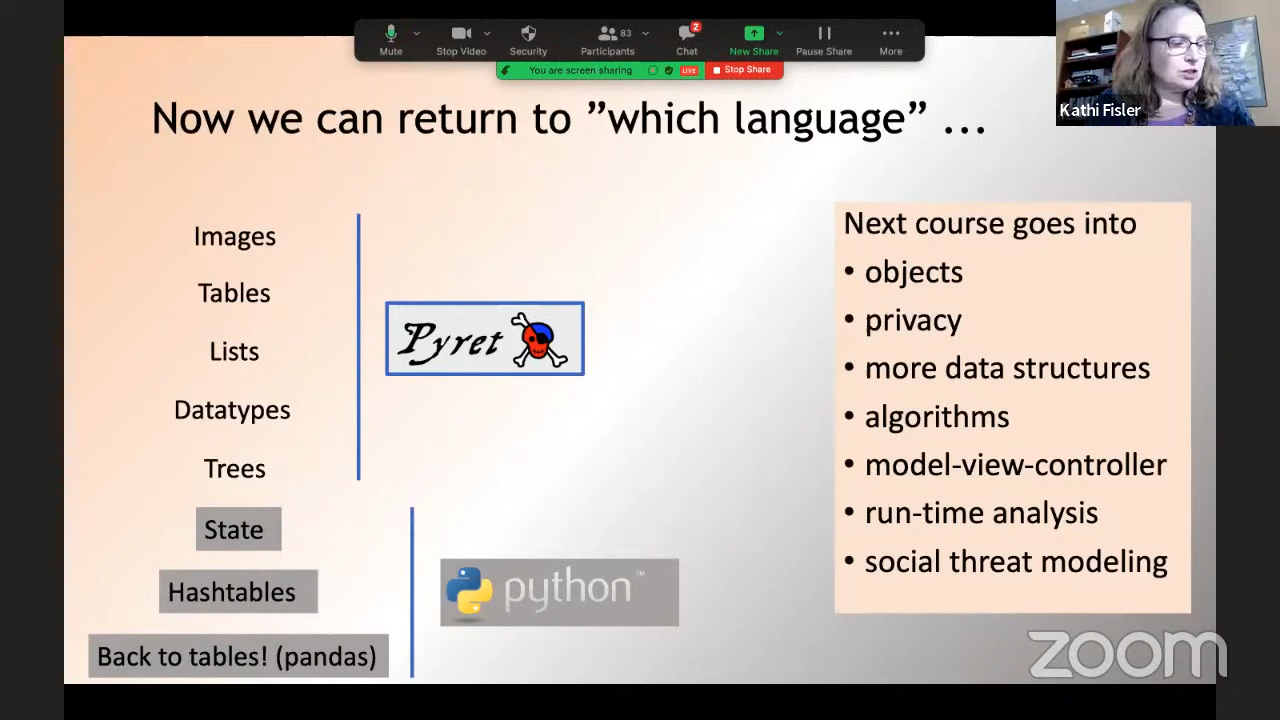 Mute
Stop Video
Security
83
Participants
2
Chat
New Share
Pause Share
More
You are screen sharing
LIVE
Stop Share
Kathi Fisler
Now we can return to ”which language” ...
Images
Tables
Lists
Datatypes
Trees
State
Hashtables
Back to tables! (pandas)
Pyret
python™
Next course goes into
• objects
• privacy
• more data structures
• algorithms
• model-view-controller
• run-time analysis
• social threat modeling
zoom